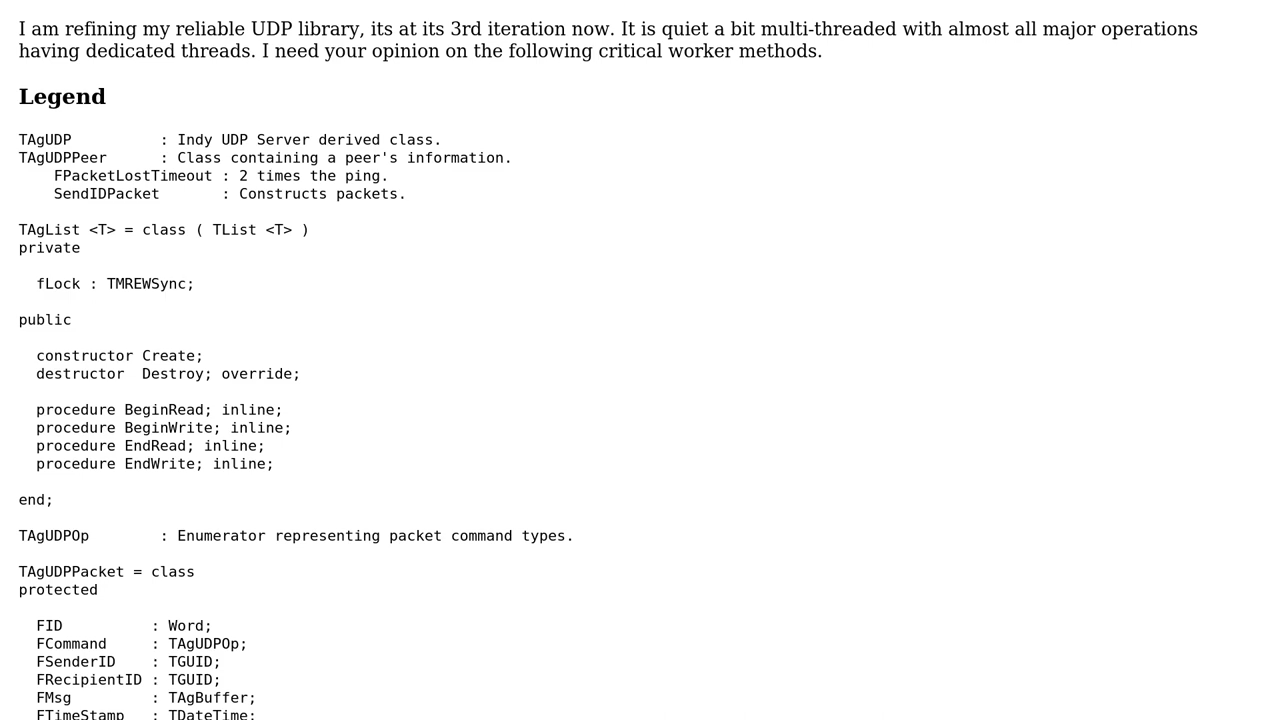 I am refining my reliable UDP library, its at its 3rd iteration now. It is quiet a bit multi-threaded with almost all major operations
having dedicated threads. I need your opinion on the following critical worker methods.
Legend
TAgUDP          : Indy UDP Server derived class.
TAgUDPPeer      : Class containing a peer's information.
    FPacketLostTimeout : 2 times the ping.
    SendIDPacket       : Constructs packets.
TAgList <T> = class ( TList <T> )
private
  fLock : TMREWSync;
public
  constructor Create;
  destructor  Destroy; override;
  procedure BeginRead; inline;
  procedure BeginWrite; inline;
  procedure EndRead; inline;
  procedure EndWrite; inline;
end;
TAgUDPOp        : Enumerator representing packet command types.
TAgUDPPacket = class
protected
  FID          : Word;
  FCommand     : TAgUDPOp;
  FSenderID    : TGUID;
  FRecipientID : TGUID;
  FMsg         : TAgBuffer;
  FTimeStamp   : TDateTime;